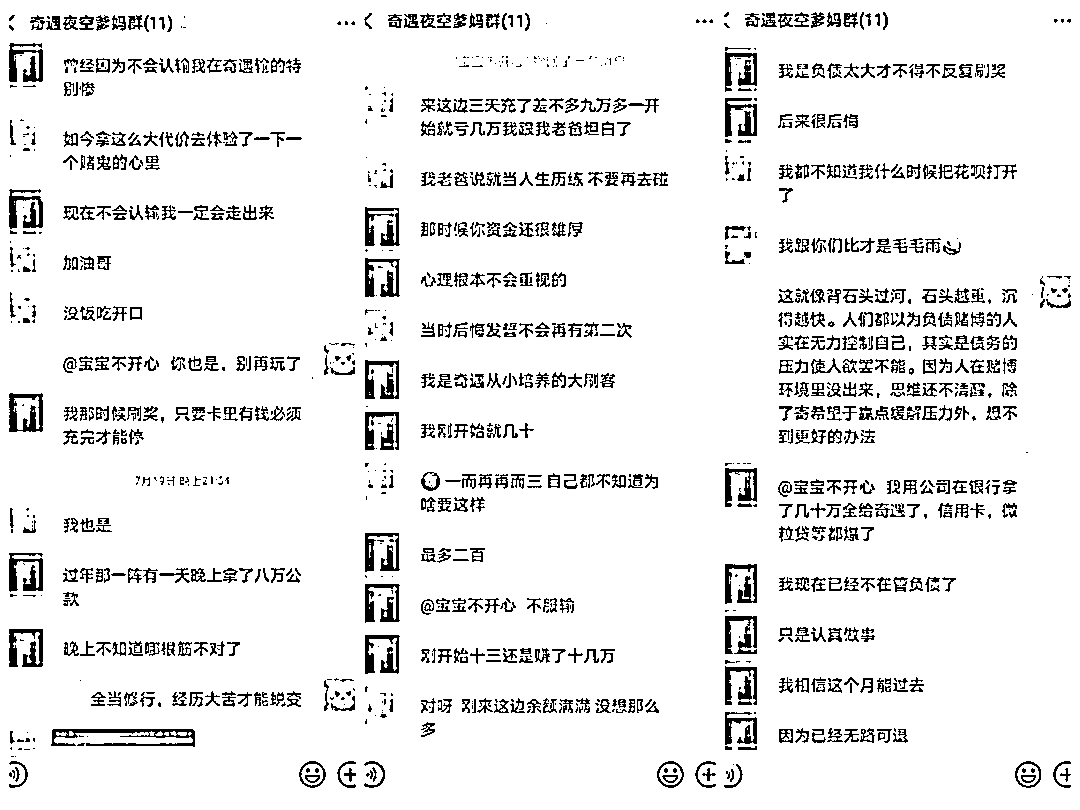 奇遇夜空爹妈群(11)
曾经因为不会认输我在奇遇输的特
别惨
如今拿这么大代价去体验了一下一
个赌鬼的心里
现在不会认输我一定会走出来
加油哥
没饭吃开口
@宝宝不开心 你也是，别再玩了
我那时候刷奖，只要卡里有钱必须
充完才能停
7月19日 晚上21:54
我也是
过年那一阵有一天晚上拿了八万公
款
晚上不知道哪根筋不对了
全当修行，经历大苦才能蜕变
奇遇夜空爹妈群(11)
来这边三天充了差不多九万多一开
始就亏几万我跟我老爸坦白了
我老爸说就当人生历练 不要再去碰
那时候你资金还很雄厚
心理根本不会重视的
当时后悔发誓不会再有第二次
我是奇遇从小培养的大刷客
我刚开始就几十
一而再再而三 自己都不知道为
啥要这样
最多二百
@宝宝不开心 不服输
刚开始十三还是赚了十几万
对呀 刚来这边余额满满 没想那么
多
奇遇夜空爹妈群(11)
我是负债太大才不得不反复刷奖
后来很后悔
我都不知道我什么时候把花呗打开
了
我跟你们比才是毛毛雨
这就像背石头过河，石头越重，沉
得越快。人们都以为负债赌博的人
实在无力控制自己，其实是债务的
压力使人欲罢不能。因为人在赌博
环境里没出来，思维还不清醒，除
了寄希望于赢点缓解压力外，想不
到更好的办法
@宝宝不开心 我用公司在银行拿
了几十万全给奇遇了，信用卡，微
粒贷等都爆了
我现在已经不在管负债了
只是认真做事
我相信这个月能过去
因为已经无路可退